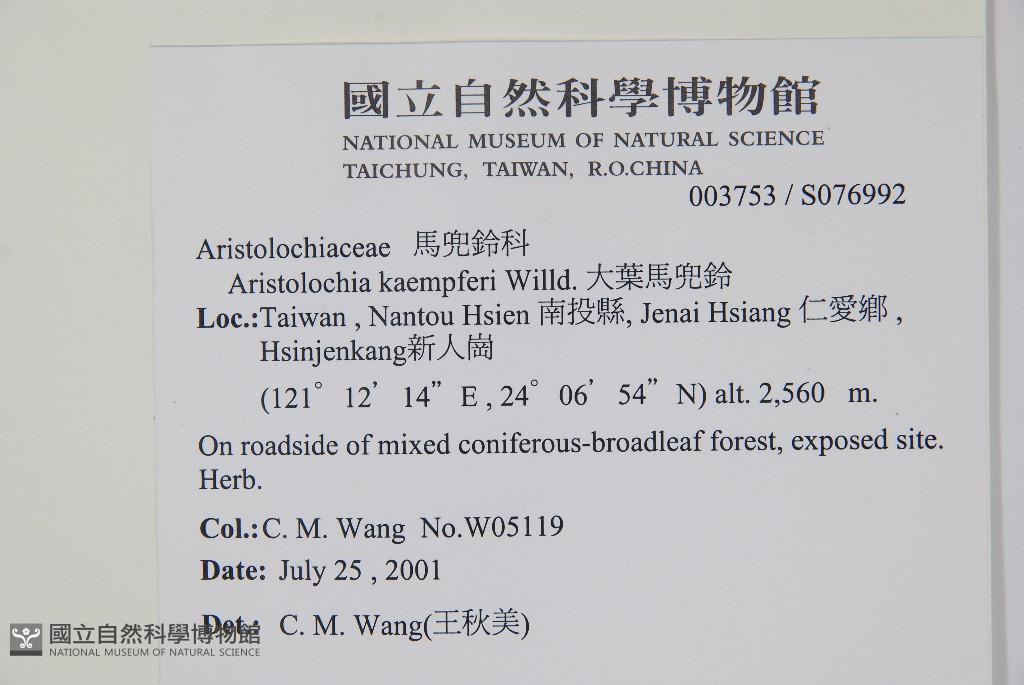 國立自然科學博物館
NATIONAL MUSEUM OF NATURAL SCIENCE
TAICHUNG, TAIWAN, R.O.CHINA
003753 / S076992
Aristolochiaceae 馬兜鈴科
Aristolochia kaempferi Willd. 大葉馬兜鈴
Loc.:Taiwan , Nantou Hsien 南投縣, Jenai Hsiang 仁愛鄉 ,
Hsinjenkang新人崗
(121° 12’ 14” E , 24° 06’ 54” N) alt. 2,560 m.
On roadside of mixed coniferous-broadleaf forest, exposed site.
Herb.
Col.: C. M. Wang No.W05119
Date: July 25 , 2001
Det.: C. M. Wang(王秋美)
國立自然科學博物館
NATIONAL MUSEUM OF NATURAL SCIENCE